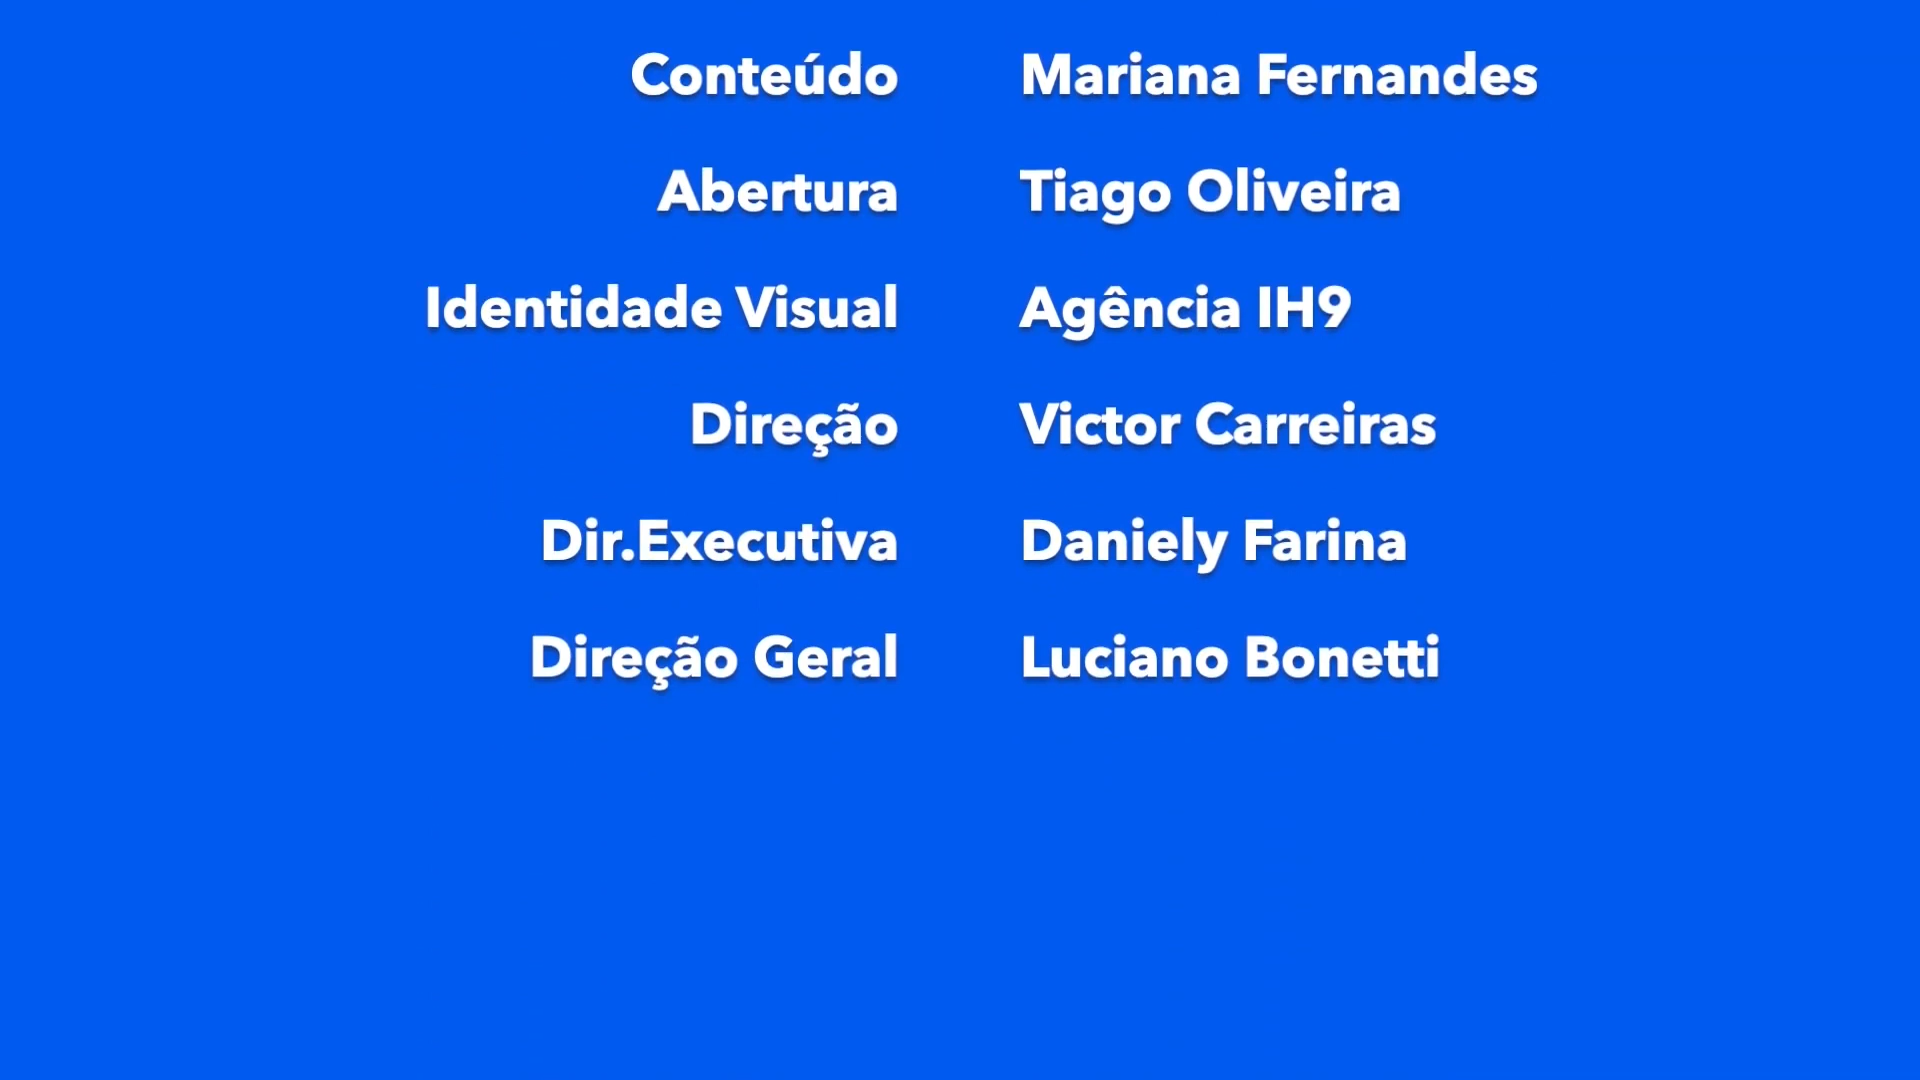 Conteúdo Mariana Fernandes
Abertura Tiago Oliveira
Identidade Visual Agência IH9
Direção Victor Carreiras
Dir.Executiva Daniely Farina
Direção Geral Luciano Bonetti